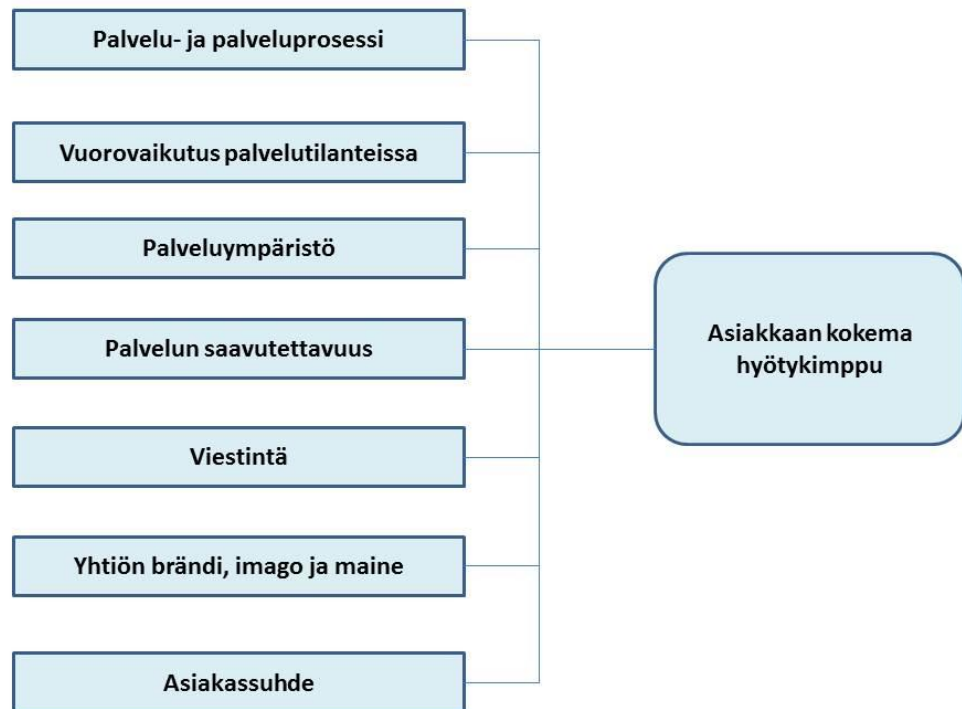 Palvelu- ja palveluprosessi
Vuorovaikutus palvelutilanteissa
Palveluympäristö
Palvelun saavutettavuus
Viestintä
Yhtiön brändi, imago ja maine
Asiakassuhde
Asiakkaan kokema
hyötykimppu